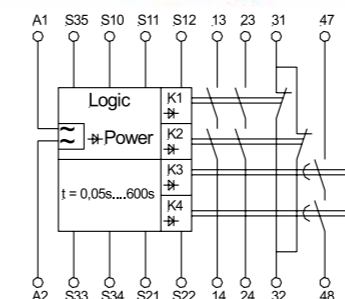 A1 S35 S10 S11 S12 13 23 31 47
Logic K1
Power K2
K3
t = 0,05s....600s
K4
A2 S33 S34 S21 S22 14 24 32 48